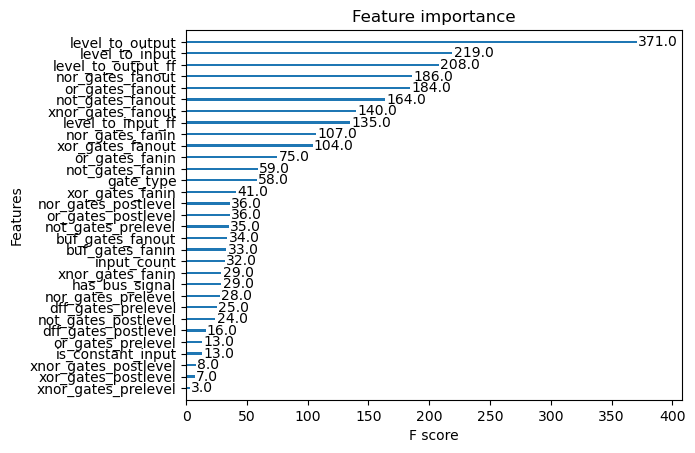 Feature importance
level_to_output 371.0
level_to_input 219.0
level_to_output_ff 208.0
nor_gates_fanout 186.0
or_gates_fanout 184.0
not_gates_fanout 164.0
xnor_gates_fanout 140.0
level_to_input_ff 135.0
nor_gates_fanin 107.0
xor_gates_fanout 104.0
or_gates_fanin 75.0
not_gates_fanin 59.0
gate_type 58.0
xor_gates_fanin 41.0
nor_gates_postlevel 36.0
or_gates_postlevel 36.0
not_gates_prelevel 35.0
buf_gates_fanout 34.0
buf_gates_fanin 33.0
input_count 32.0
xnor_gates_fanin 29.0
has_bus_signal 29.0
nor_gates_prelevel 28.0
dff_gates_prelevel 25.0
not_gates_postlevel 24.0
dff_gates_postlevel 16.0
or_gates_prelevel 13.0
is_constant_input 13.0
xnor_gates_postlevel 8.0
xor_gates_postlevel 7.0
xnor_gates_prelevel 3.0
Features
0 50 100 150 200 250 300 350 400
F score